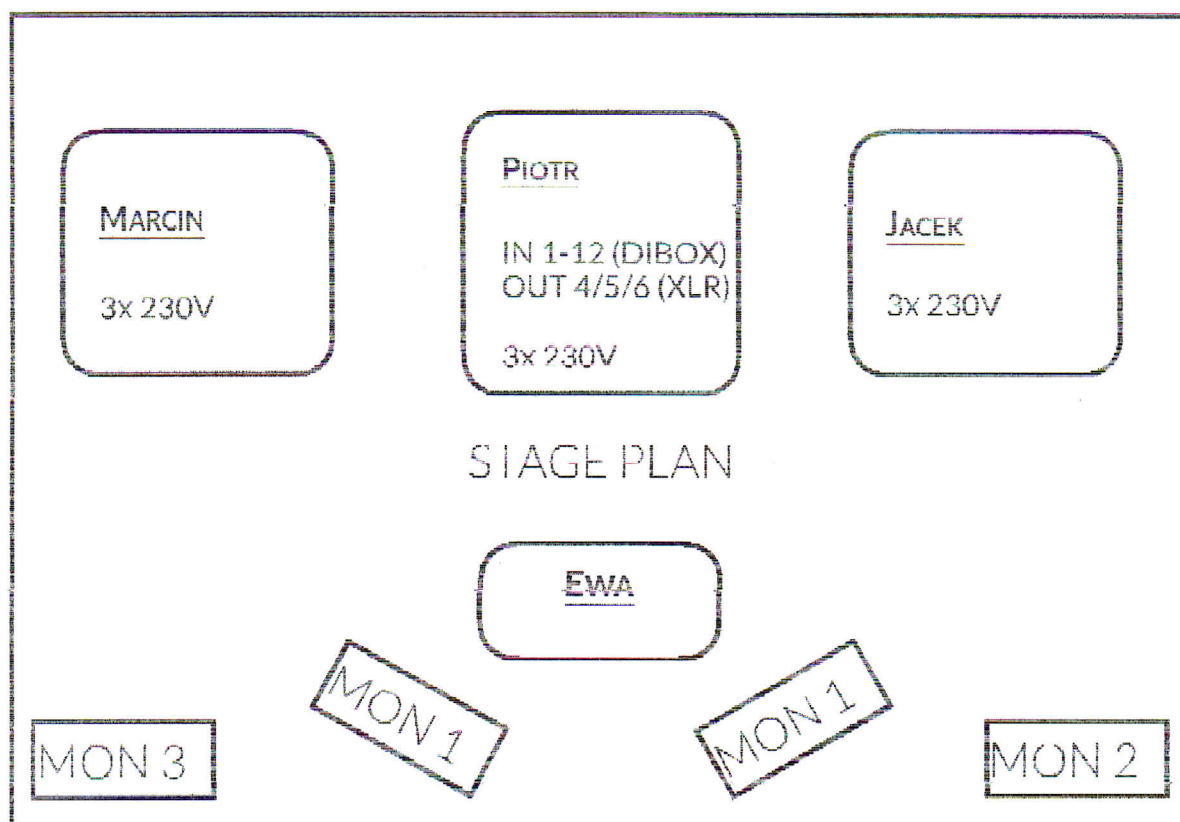 MARCIN
3x 230V
PIOTR
IN 1-12 (DIBOX)
OUT 4/5/6 (XLR)
3x 230V
JACEK
3x 230V
STAGE PLAN
EWA
MON 1
MON 1
MON 3
MON 2